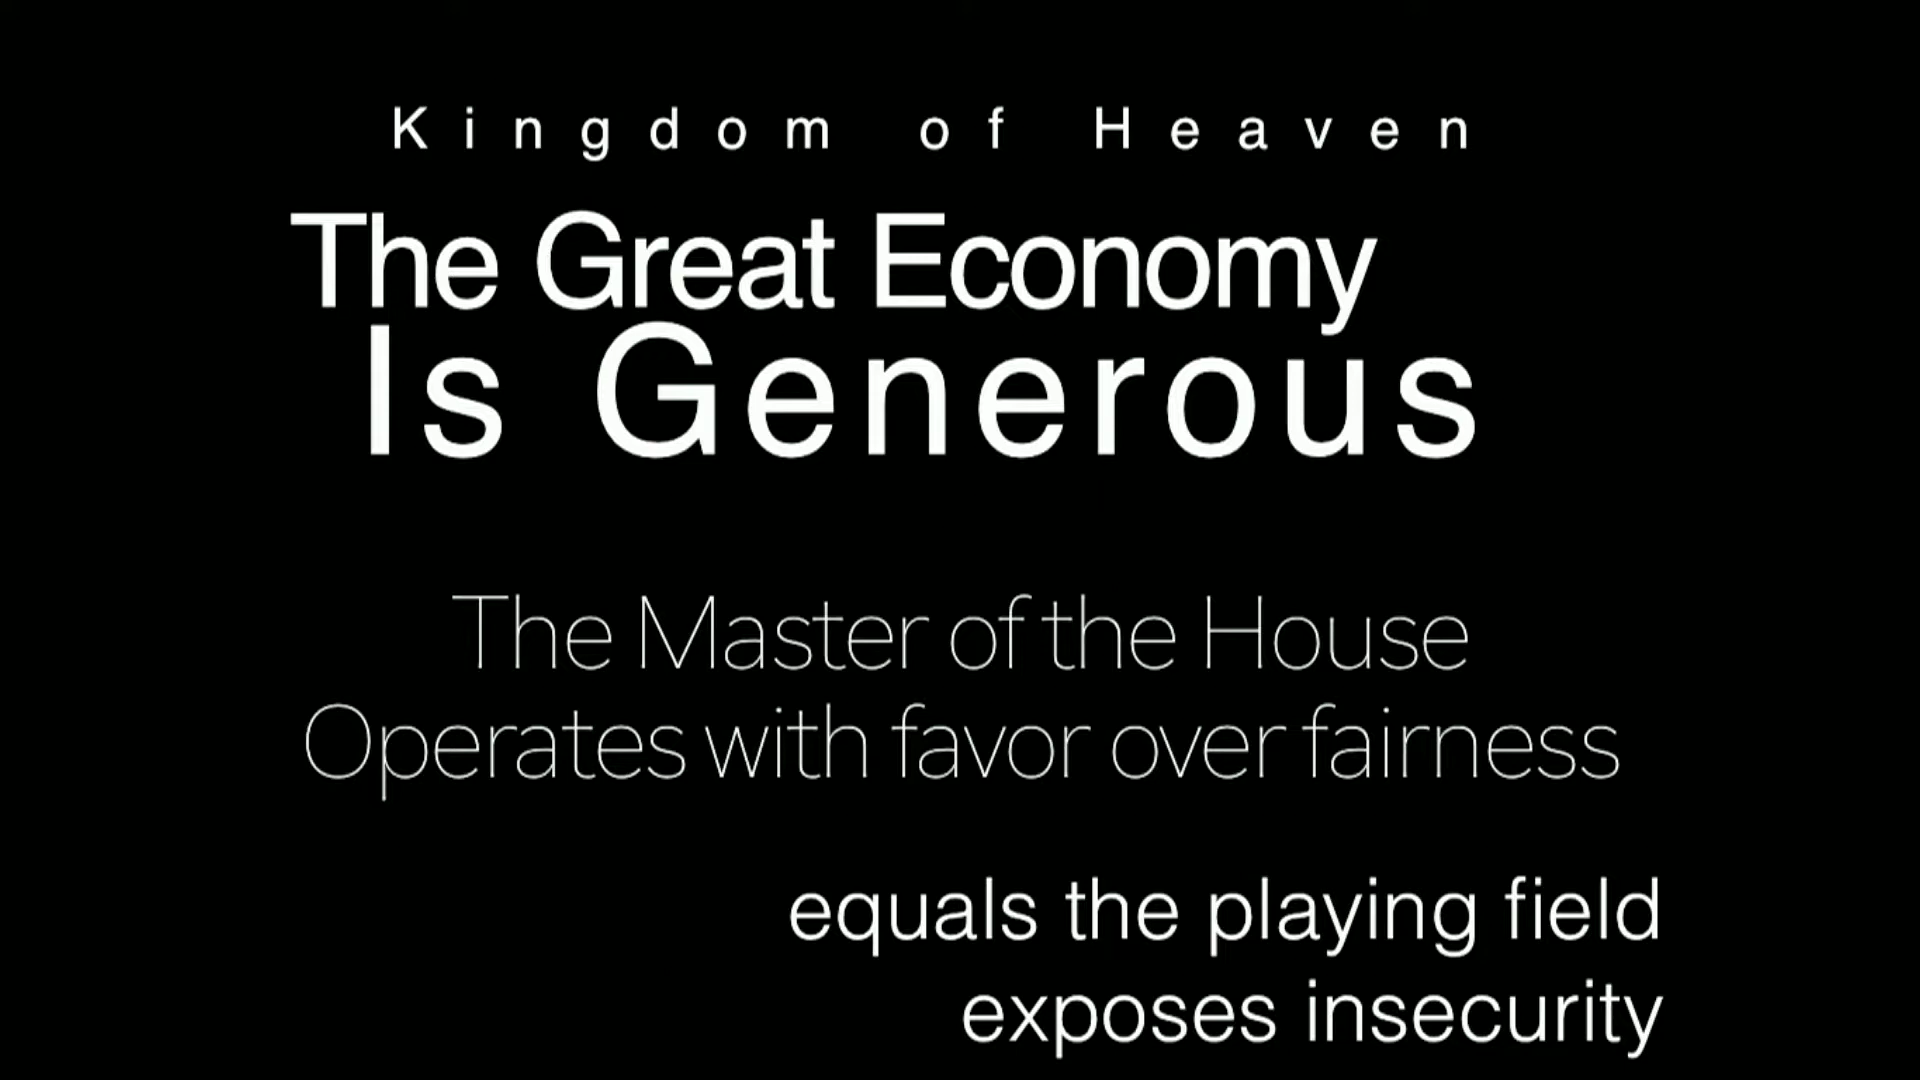 Kingdom of Heaven
The Great Economy
Is Generous
The Master of the House
Operates with favor over fairness
equals the playing field
exposes insecurity